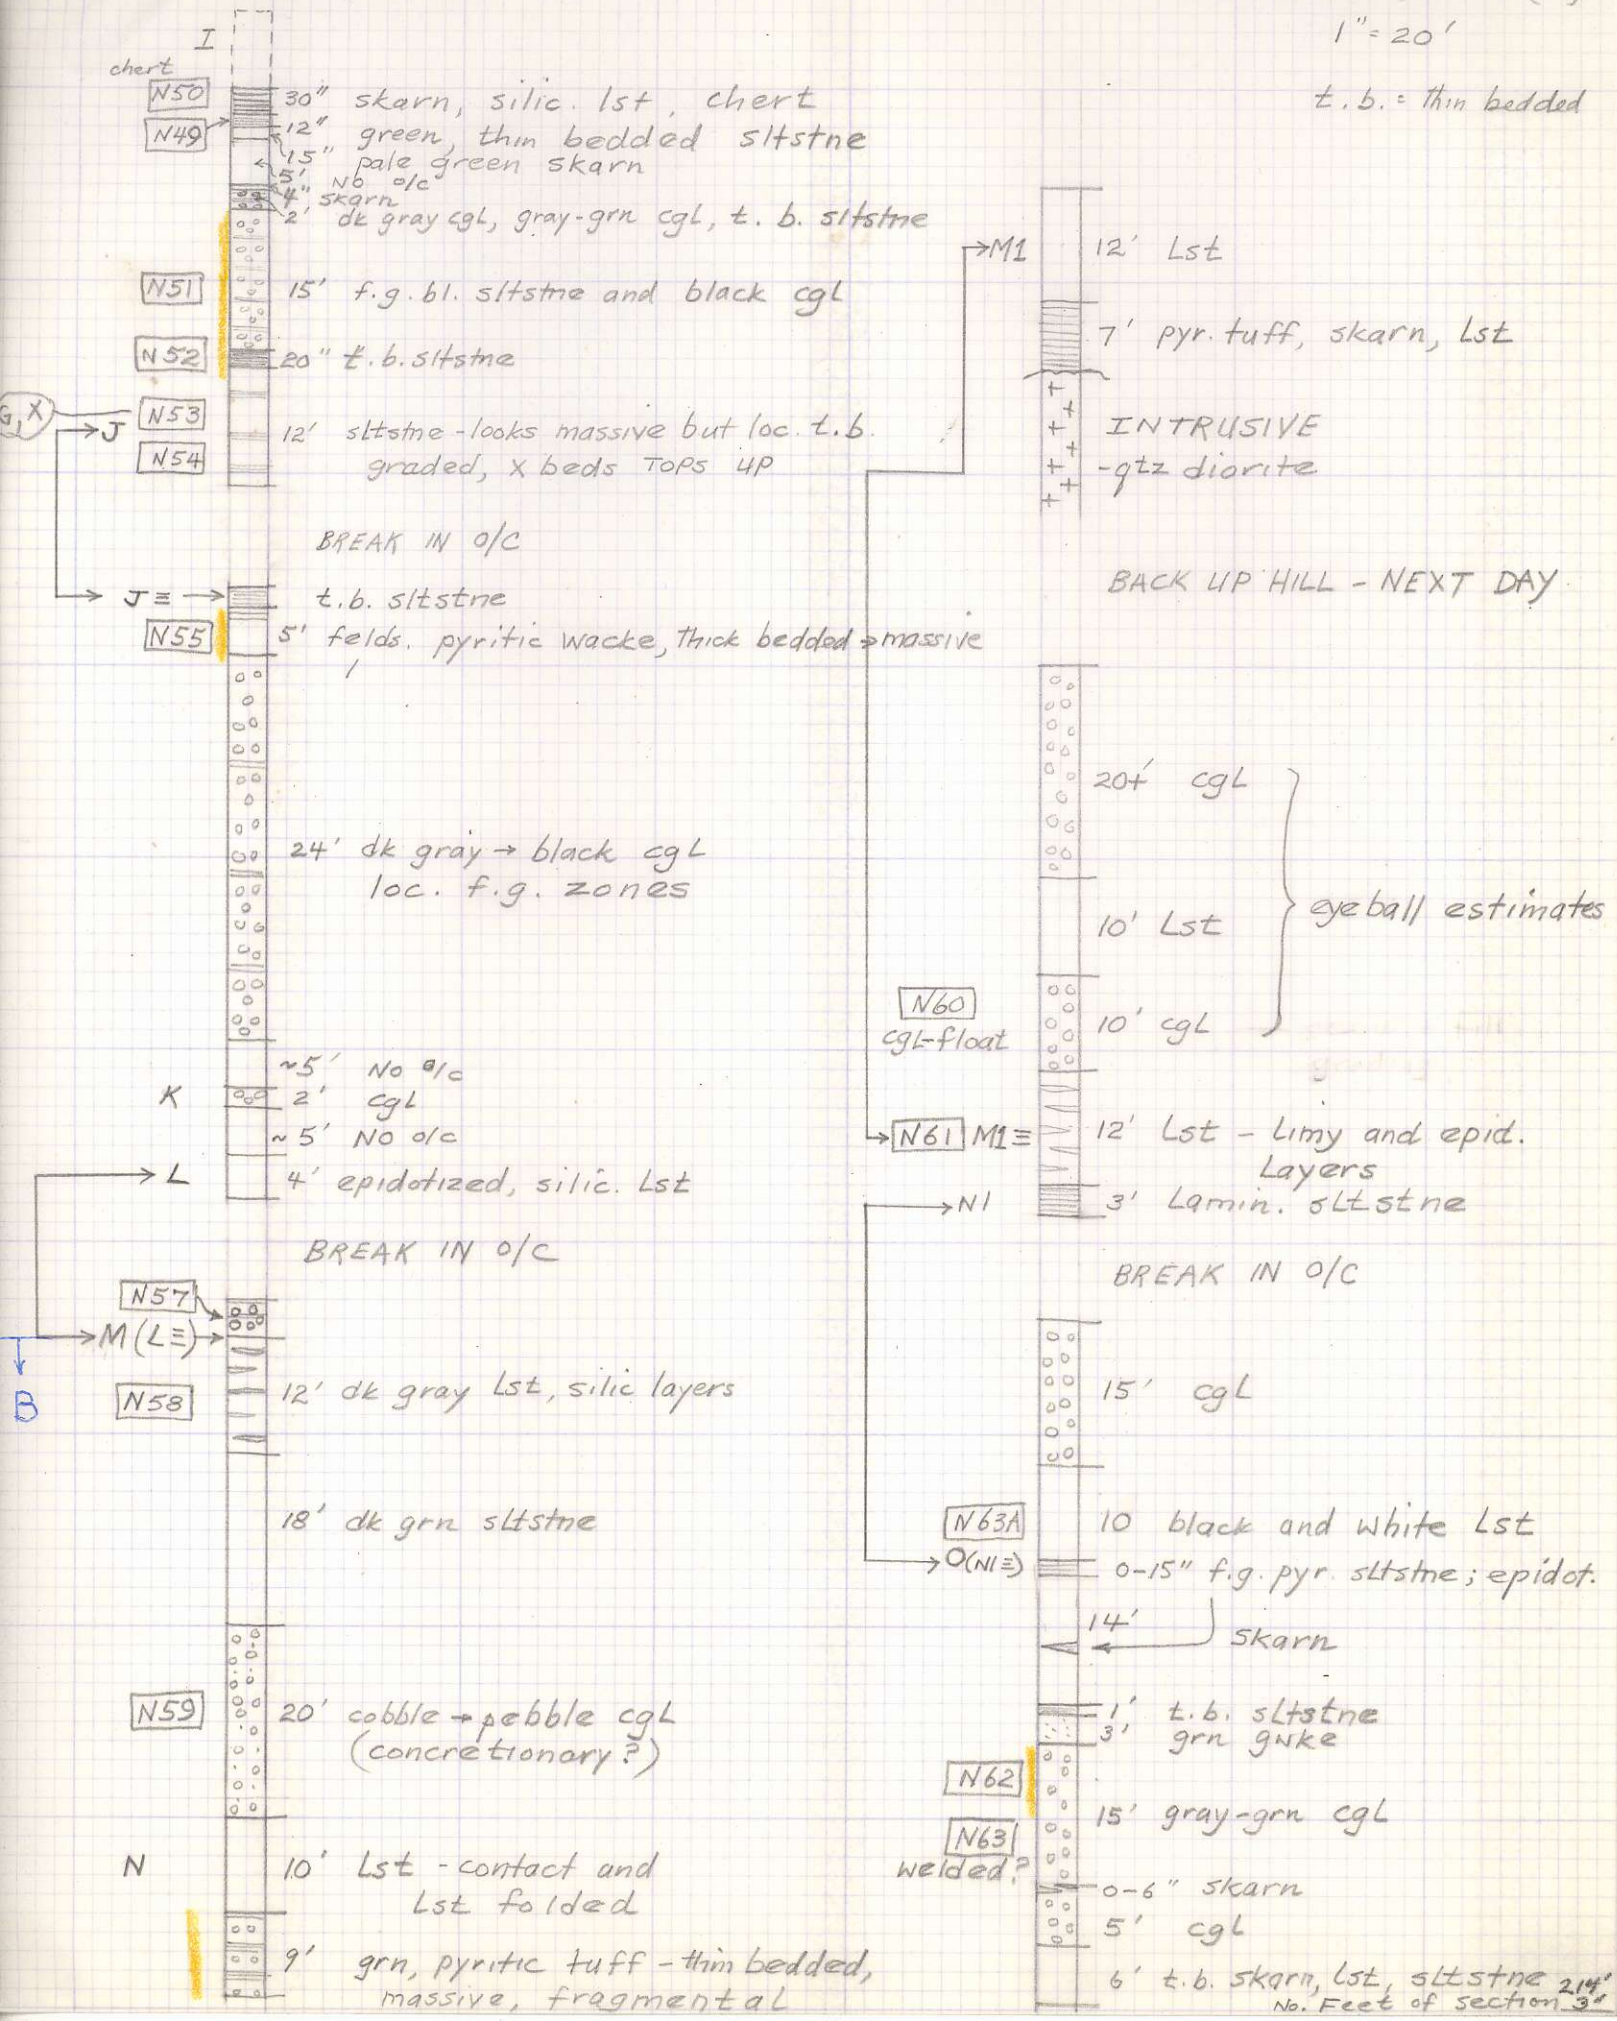 I
chert
N50
30" skarn, silic. lst, chert
N49
12" green, thin bedded sltstne
15" pale green skarn
5' No o/c
4" skarn
2' dk gray cgL, gray-grn cgL, t. b. sltstne
N51
15' f.g. bl. sltstne and black cgL
N52
20" t.b. sltstne
G, X
J
N53
N54
12' sltstne - looks massive but loc. t.b.
graded, X beds TOPS UP
BREAK IN O/C
J ≡ →
t.b. sltstne
N55
5' felds. pyritic wacke, Thick bedded → massive
24' dk gray → black cgL
loc. f.g. zones
~5' No o/c
K
2' cgL
~5' NO o/c
L
4' epidotized, silic. Lst
BREAK IN O/C
N57
M (L≡) →
B
N58
12' dk gray Lst, silic layers
18' dk grn sltstne
N59
20' cobble → pebble cgL
(concretionary?)
N
10' Lst - contact and
Lst folded
9' grn, pyritic tuff - thin bedded,
massive, fragmental
1" = 20'
t.b. = Thin bedded
M1
12' Lst
7' pyr. tuff, skarn, Lst
INTRUSIVE
-qtz diorite
BACK UP HILL - NEXT DAY
20+' cgL
eyeball estimates
10' Lst
N60
cgL-float
10' cgL
N61 M1≡
12' Lst - Limy and epid.
Layers
N1
3' Lamin. sltstne
BREAK IN O/C
15' cgL
N63A
10 black and white Lst
O(N1≡)
0-15" f.g. pyr. sltstne; epidot.
14'
skarn
1' t.b. sltstne
3' grn gwke
N62
15' gray-grn cgL
N63
welded?
0-6" skarn
5' cgL
6' t.b. skarn, lst, sltstne
No. Feet of section 214' 3"